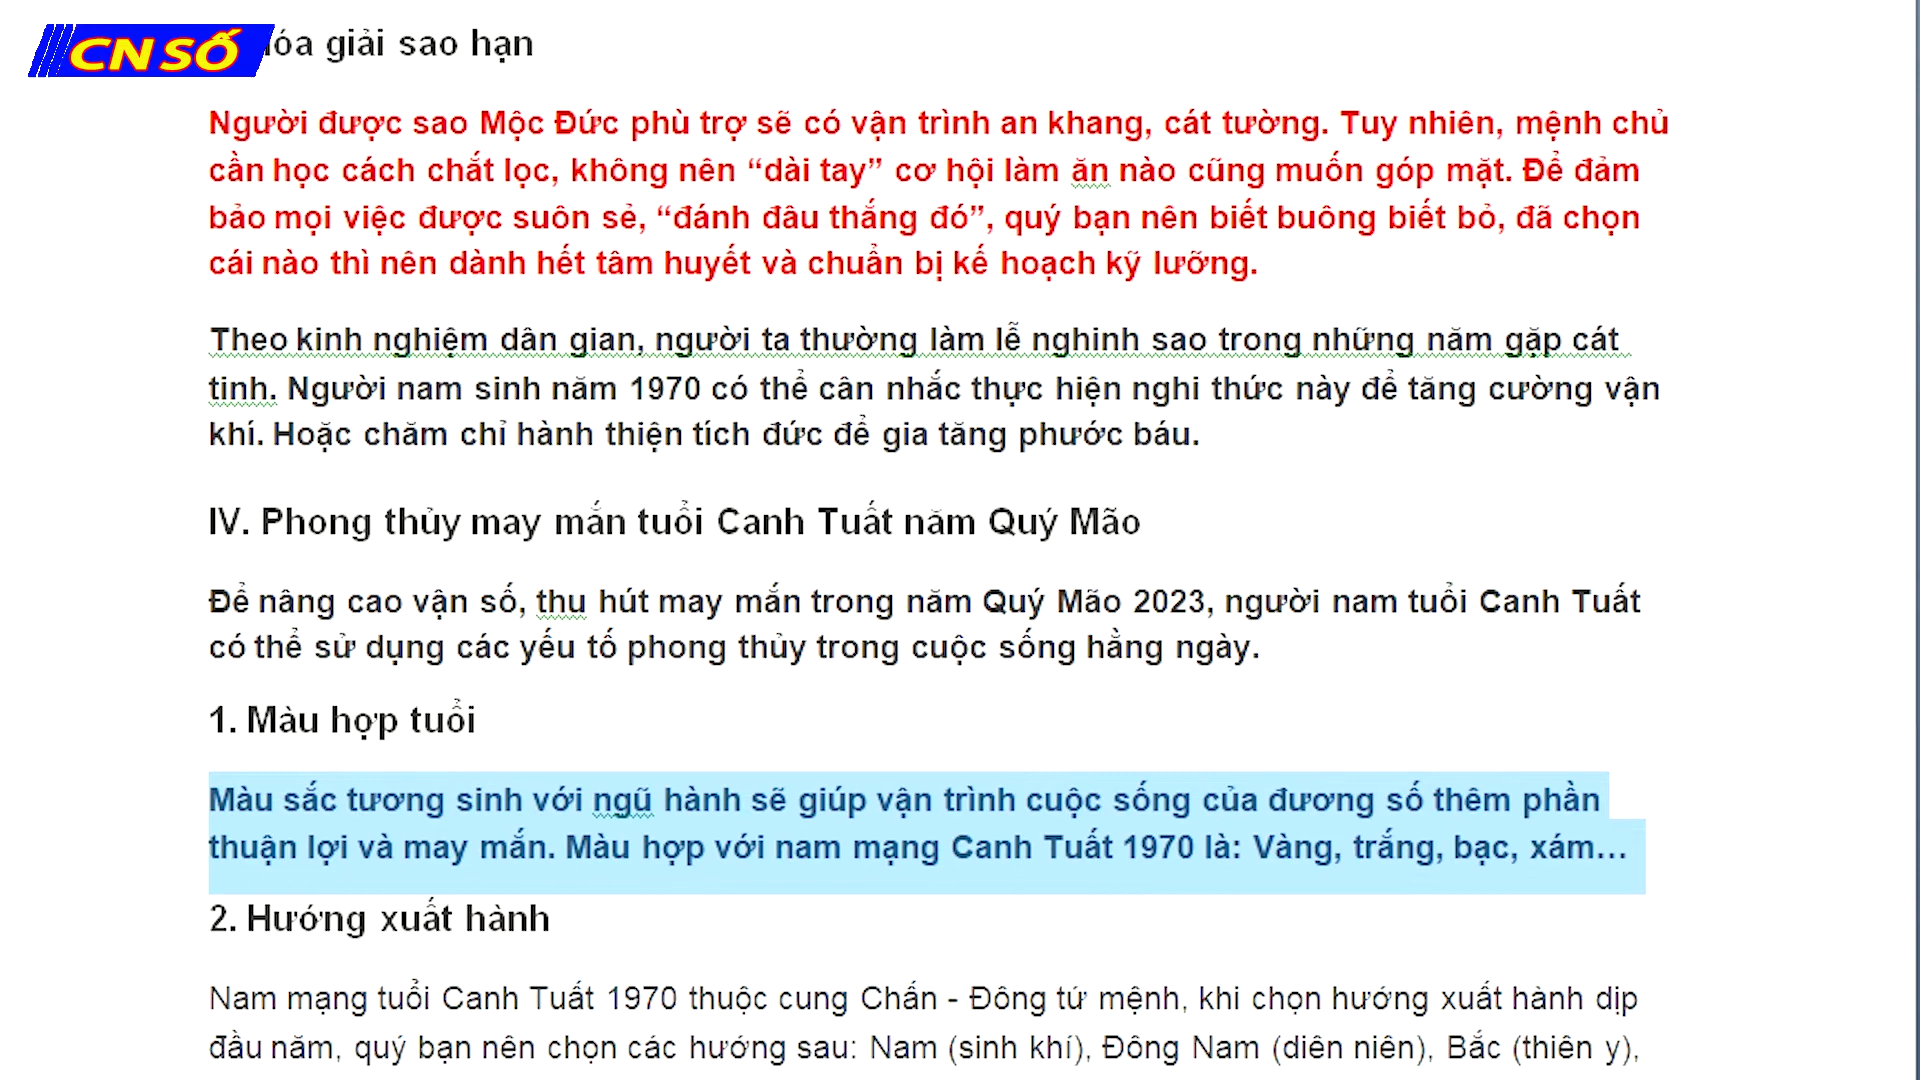 CN SỐ
óa giải sao hạn
Người được sao Mộc Đức phù trợ sẽ có vận trình an khang, cát tường. Tuy nhiên, mệnh chủ
cần học cách chắt lọc, không nên “dài tay” cơ hội làm ăn nào cũng muốn góp mặt. Để đảm
bảo mọi việc được suôn sẻ, “đánh đâu thắng đó”, quý bạn nên biết buông biết bỏ, đã chọn
cái nào thì nên dành hết tâm huyết và chuẩn bị kế hoạch kỹ lưỡng.
Theo kinh nghiệm dân gian, người ta thường làm lễ nghinh sao trong những năm gặp cát
tinh. Người nam sinh năm 1970 có thể cân nhắc thực hiện nghi thức này để tăng cường vận
khí. Hoặc chăm chỉ hành thiện tích đức để gia tăng phước báu.
IV. Phong thủy may mắn tuổi Canh Tuất năm Quý Mão
Để nâng cao vận số, thu hút may mắn trong năm Quý Mão 2023, người nam tuổi Canh Tuất
có thể sử dụng các yếu tố phong thủy trong cuộc sống hằng ngày.
1. Màu hợp tuổi
Màu sắc tương sinh với ngũ hành sẽ giúp vận trình cuộc sống của đương số thêm phần
thuận lợi và may mắn. Màu hợp với nam mạng Canh Tuất 1970 là: Vàng, trắng, bạc, xám…
2. Hướng xuất hành
Nam mạng tuổi Canh Tuất 1970 thuộc cung Chấn - Đông tứ mệnh, khi chọn hướng xuất hành dịp
đầu năm, quý bạn nên chọn các hướng sau: Nam (sinh khí), Đông Nam (diên niên), Bắc (thiên y),